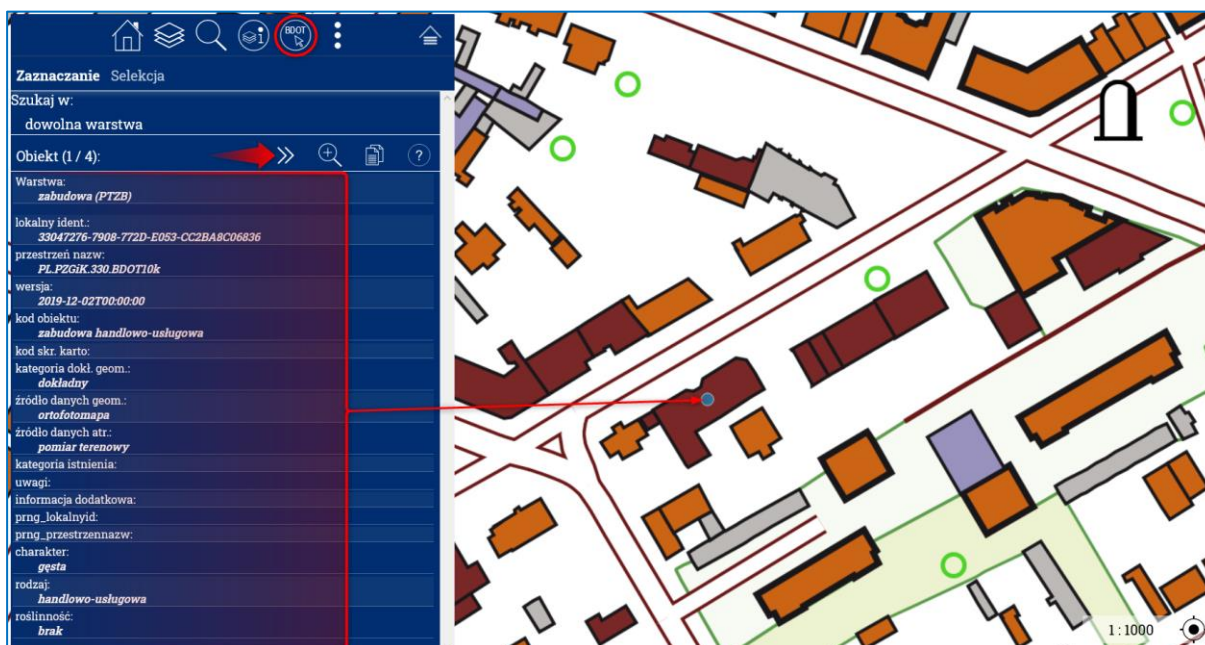 BDOT
Zaznaczanie Selekcja
Szukaj w:
dowolna warstwa
Obiekt (1 / 4):
?
Warstwa:
zabudowa (PTZB)
lokalny ident.:
33047276-7908-772D-E053-CC2BA8C06836
przestrzeń nazw:
PL.PZGiK.330.BDOT10k
wersja:
2019-12-02T00:00:00
kod obiektu:
zabudowa handlowo-usługowa
kod skr. karto:
kategoria dokł. geom.:
dokładny
źródło danych geom.:
ortofotomapa
źródło danych atr.:
pomiar terenowy
kategoria istnienia:
uwagi:
informacja dodatkowa:
prng_lokalnyid:
prng_przestrzennazw:
charakter:
gęsta
rodzaj:
handlowo-usługowa
roślinność:
brak
1 : 1000